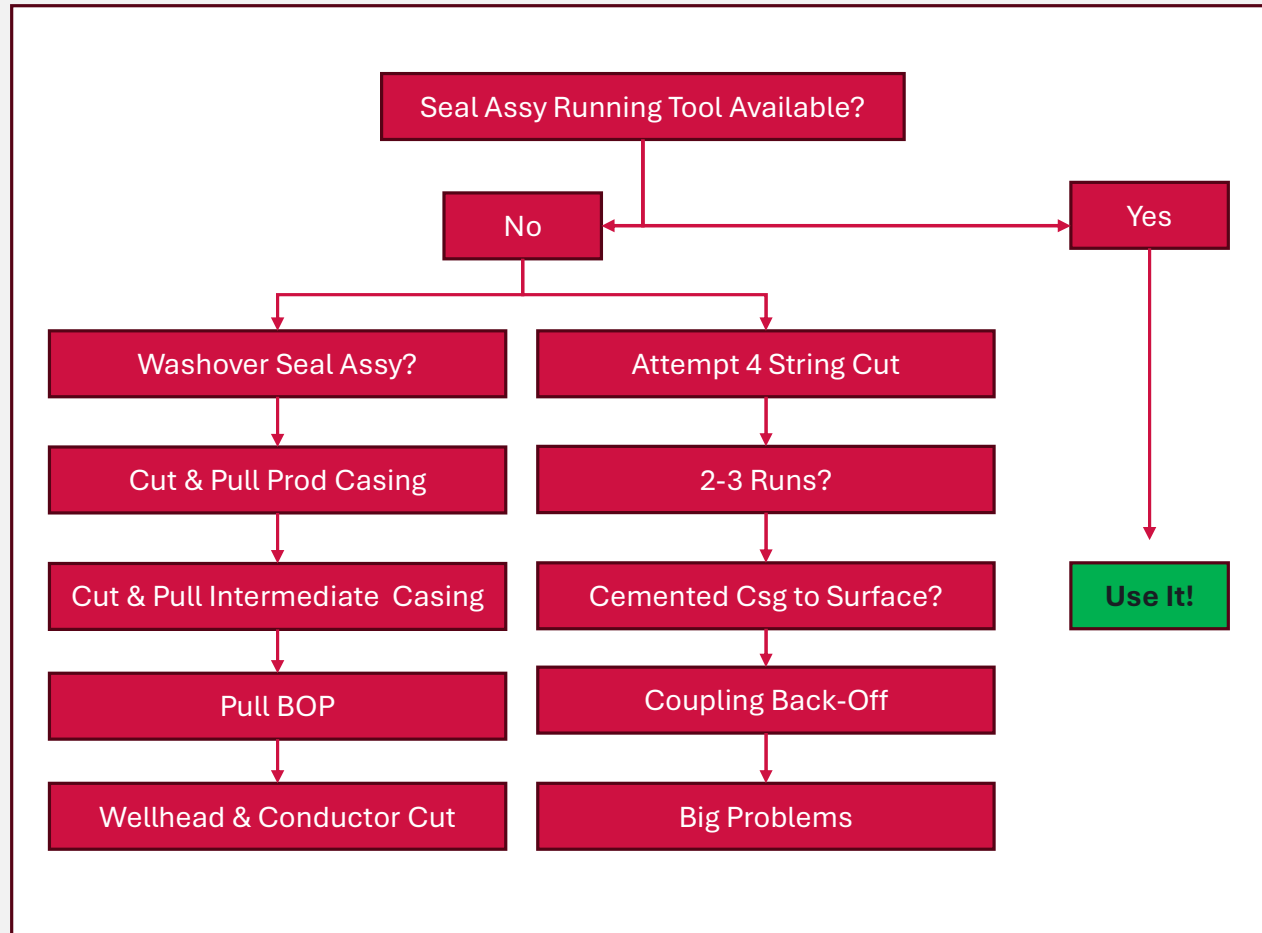 Seal Assy Running Tool Available?
No
Yes
Washover Seal Assy?
Attempt 4 String Cut
Cut & Pull Prod Casing
2-3 Runs?
Cut & Pull Intermediate  Casing
Cemented Csg to Surface?
Use It!
Pull BOP
Coupling Back-Off
Wellhead & Conductor Cut
Big Problems